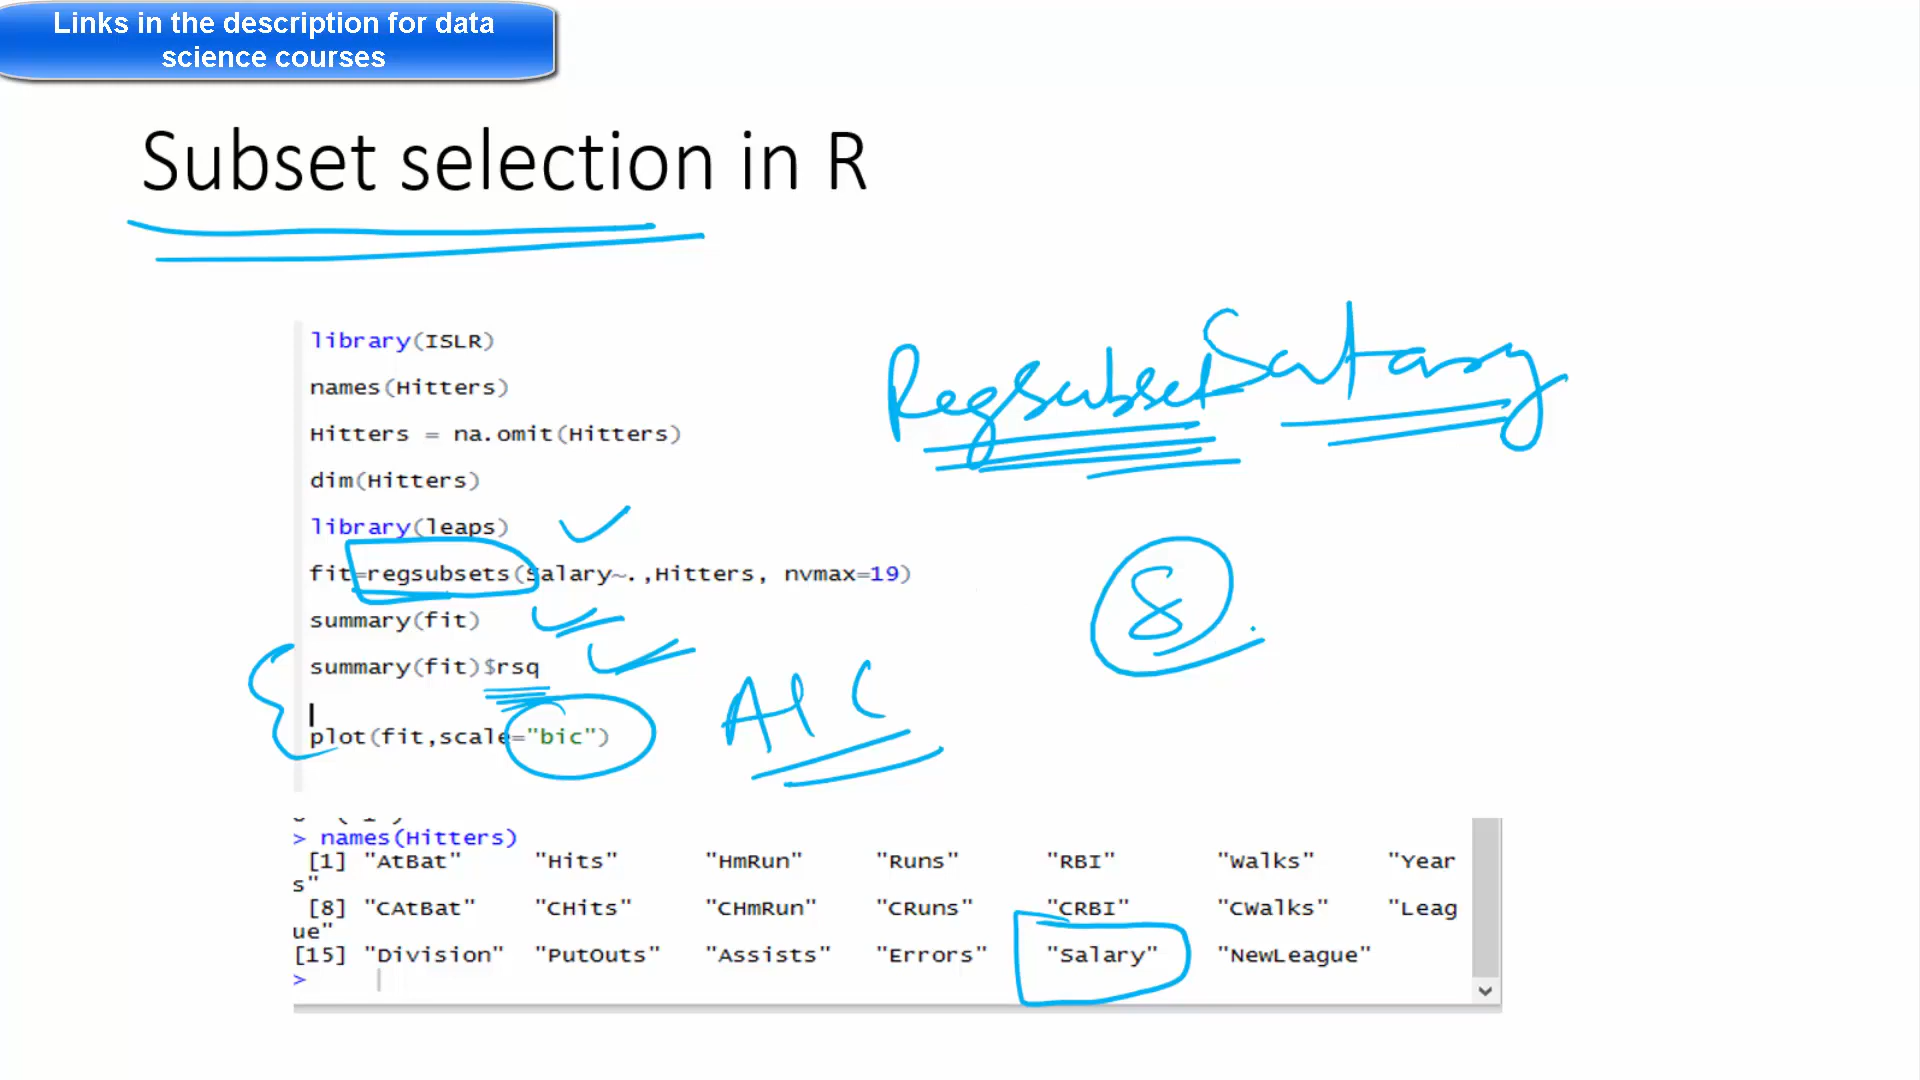 Links in the description for data
science courses
Subset selection in R
library(ISLR)
names(Hitters)
Hitters = na.omit(Hitters)
dim(Hitters)
library(leaps)
fit=regsubsets(Salary~.,Hitters, nvmax=19)
summary(fit)
summary(fit)$rsq
plot(fit,scale="bic")
Regsubset Salary
8
AIC
> names(Hitters)
[1] "AtBat" "Hits" "HmRun" "Runs" "RBI" "Walks" "Year
s"
[8] "CAtBat" "CHits" "CHmRun" "CRuns" "CRBI" "CWalks" "Leag
ue"
[15] "Division" "PutOuts" "Assists" "Errors" "Salary" "NewLeague"
>